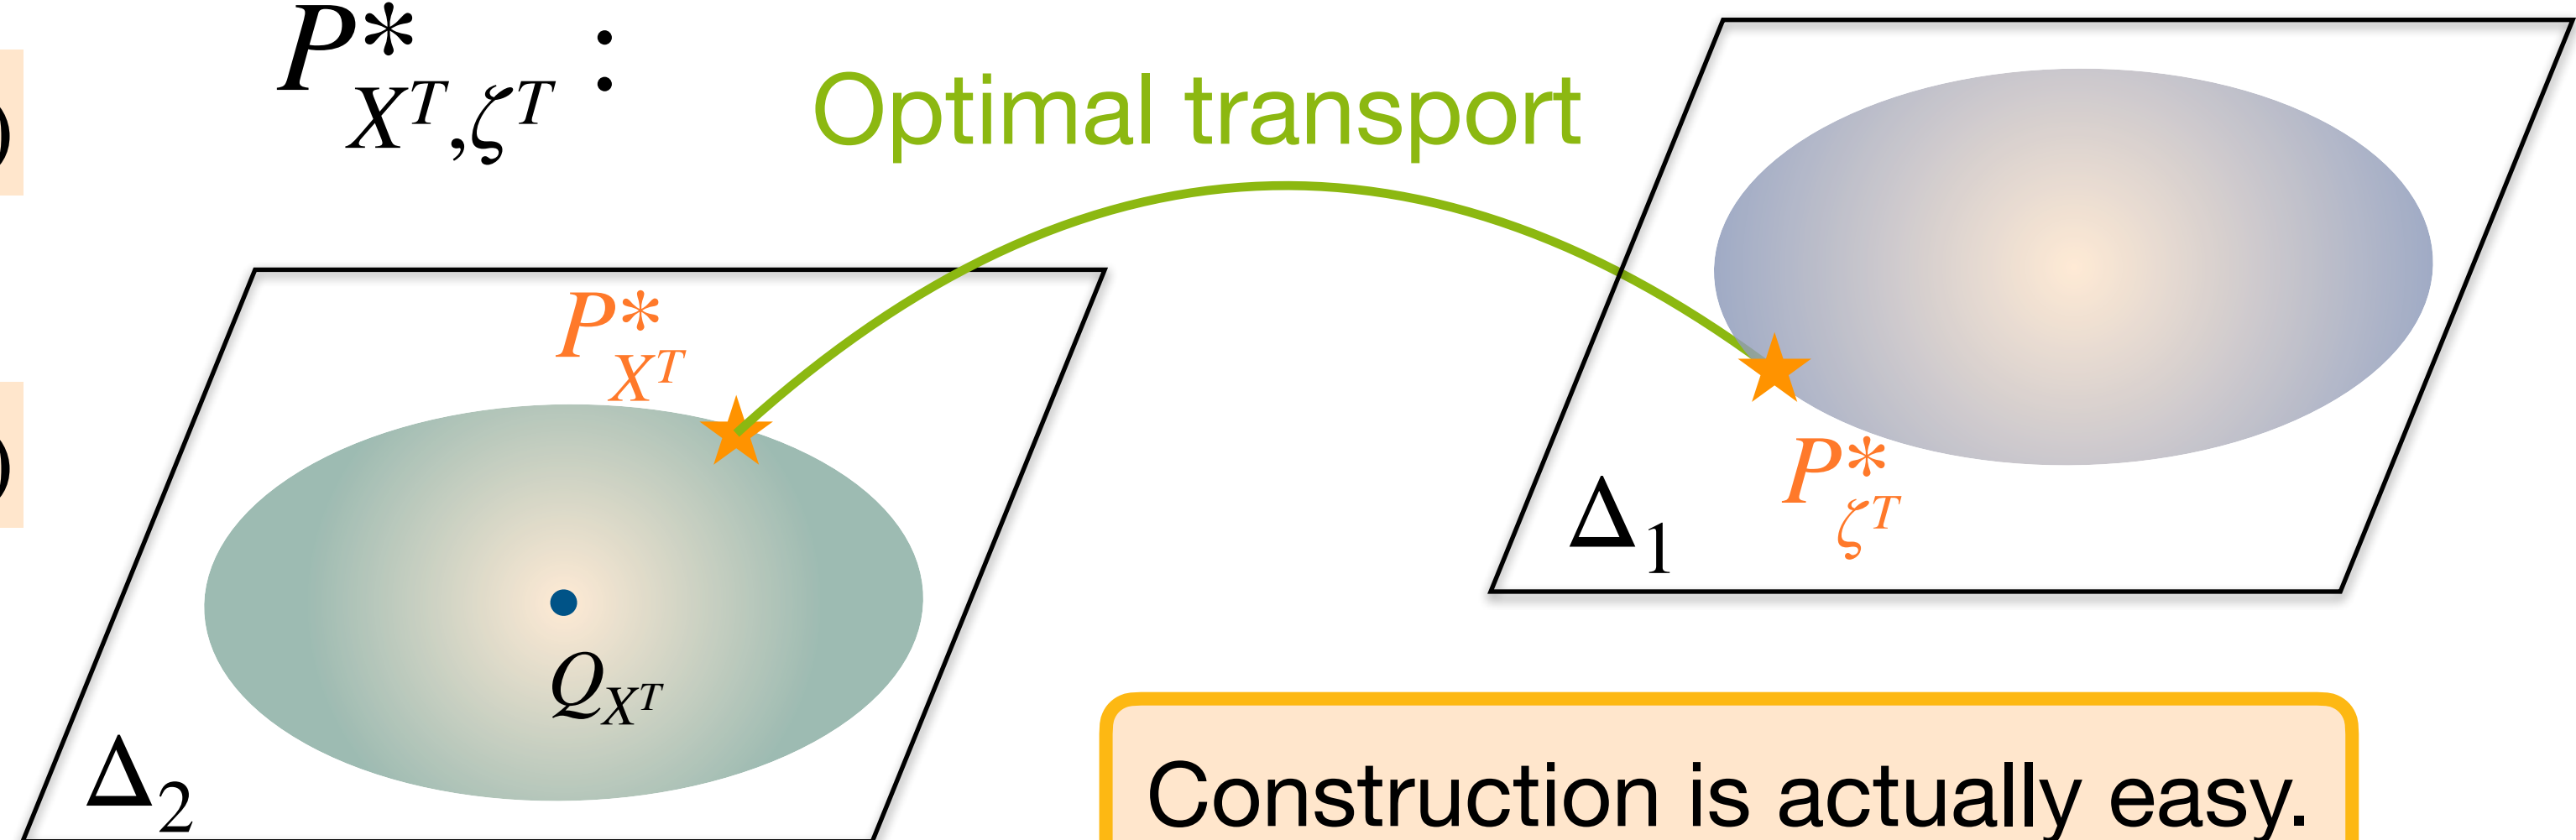 P*_{X^T,ζ^T} :
Optimal transport
P*_{X^T}
P*_{ζ^T}
Δ_1
Q_{X^T}
Δ_2
)
)
Construction is actually easy.